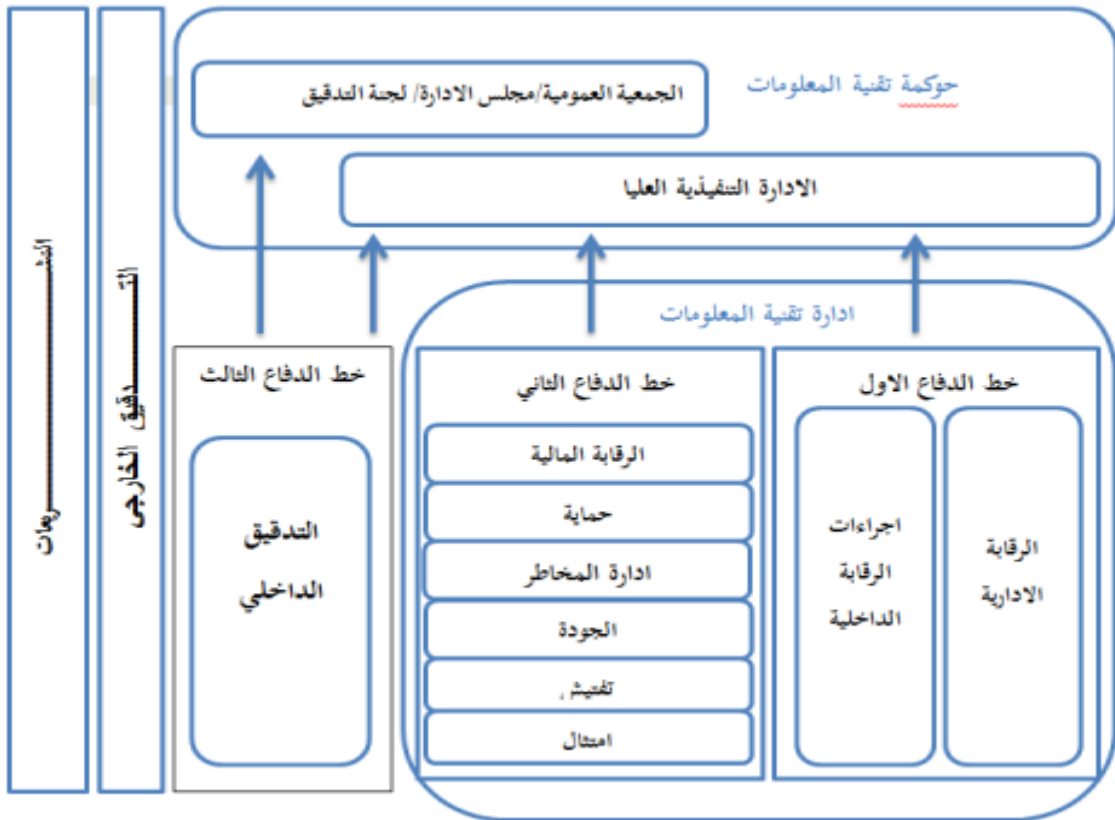 حوكمة تقنية المعلومات
الجمعية العمومية/مجلس الادارة/ لجنة التدقيق
الادارة التنفيذية العليا
ادارة تقنية المعلومات
خط الدفاع الاول
الرقابة
الادارية
اجراءات
الرقابة
الداخلية
خط الدفاع الثاني
الرقابة المالية
حماية
ادارة المخاطر
الجودة
تفتيش
امتثال
خط الدفاع الثالث
التدقيق
الداخلي
التـــــدقيق الخارجي
التشـــــــريعات